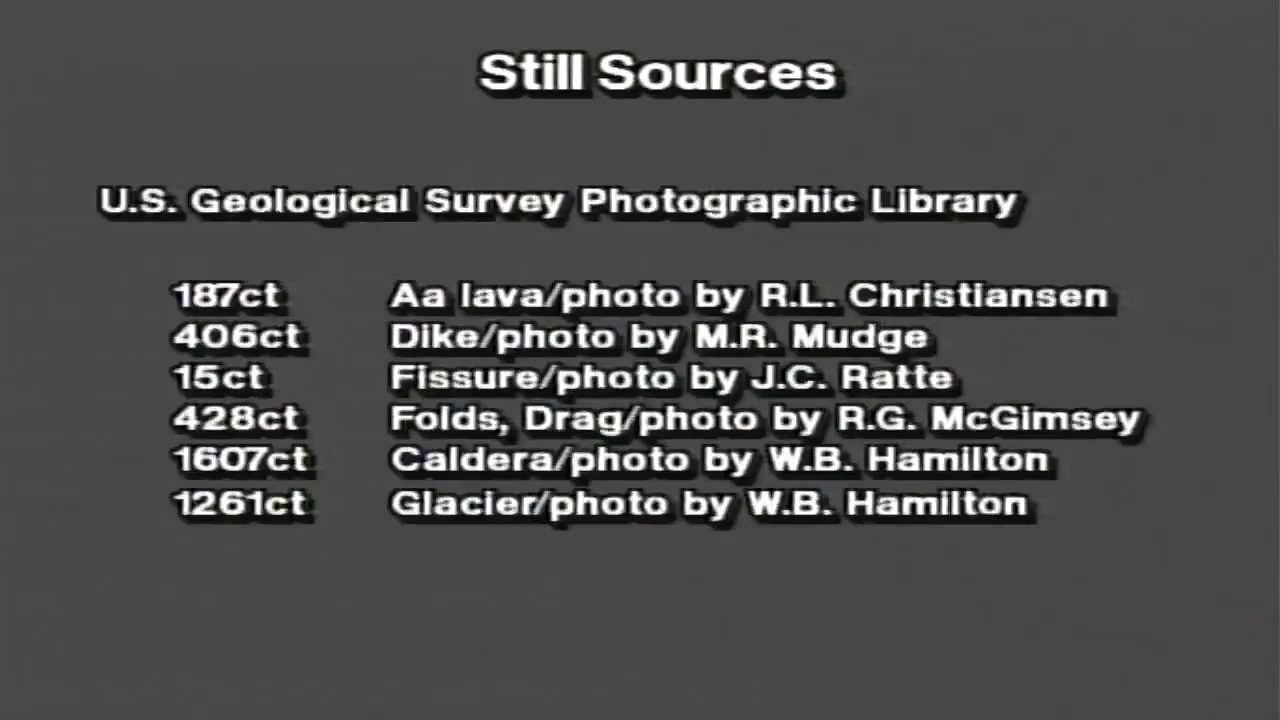 Still Sources
U.S. Geological Survey Photographic Library
187ct Aa lava/photo by R.L. Christiansen
406ct Dike/photo by M.R. Mudge
15ct Fissure/photo by J.C. Ratte
428ct Folds, Drag/photo by R.G. McGimsey
1607ct Caldera/photo by W.B. Hamilton
1261ct Glacier/photo by W.B. Hamilton